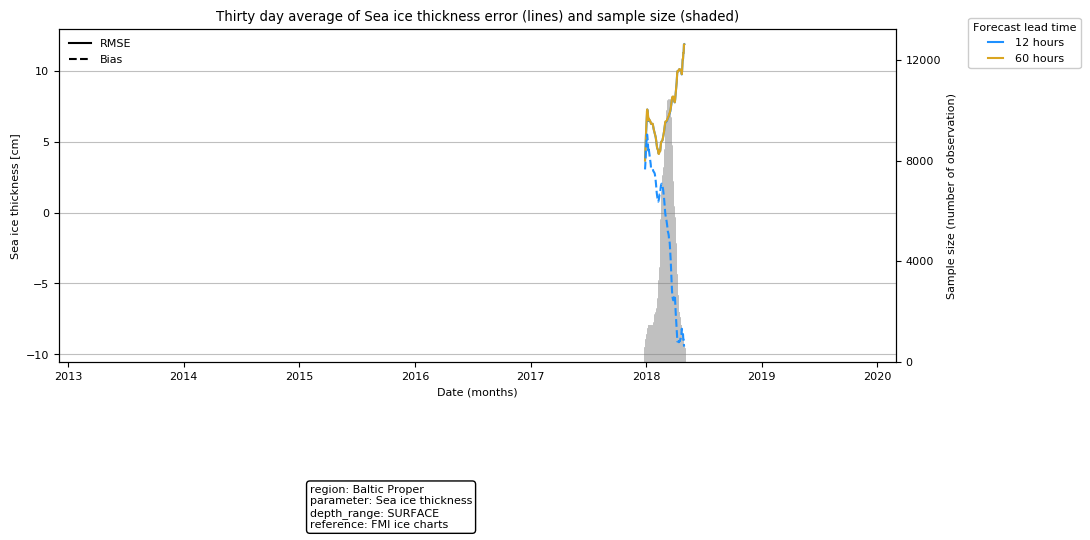 Thirty day average of Sea ice thickness error (lines) and sample size (shaded)
RMSE
Bias
Forecast lead time
12 hours
60 hours
10
5
0
−5
−10
Sea ice thickness [cm]
12000
8000
4000
0
Sample size (number of observation)
2013
2014
2015
2016
2017
2018
2019
2020
Date (months)
region: Baltic Proper
parameter: Sea ice thickness
depth_range: SURFACE
reference: FMI ice charts